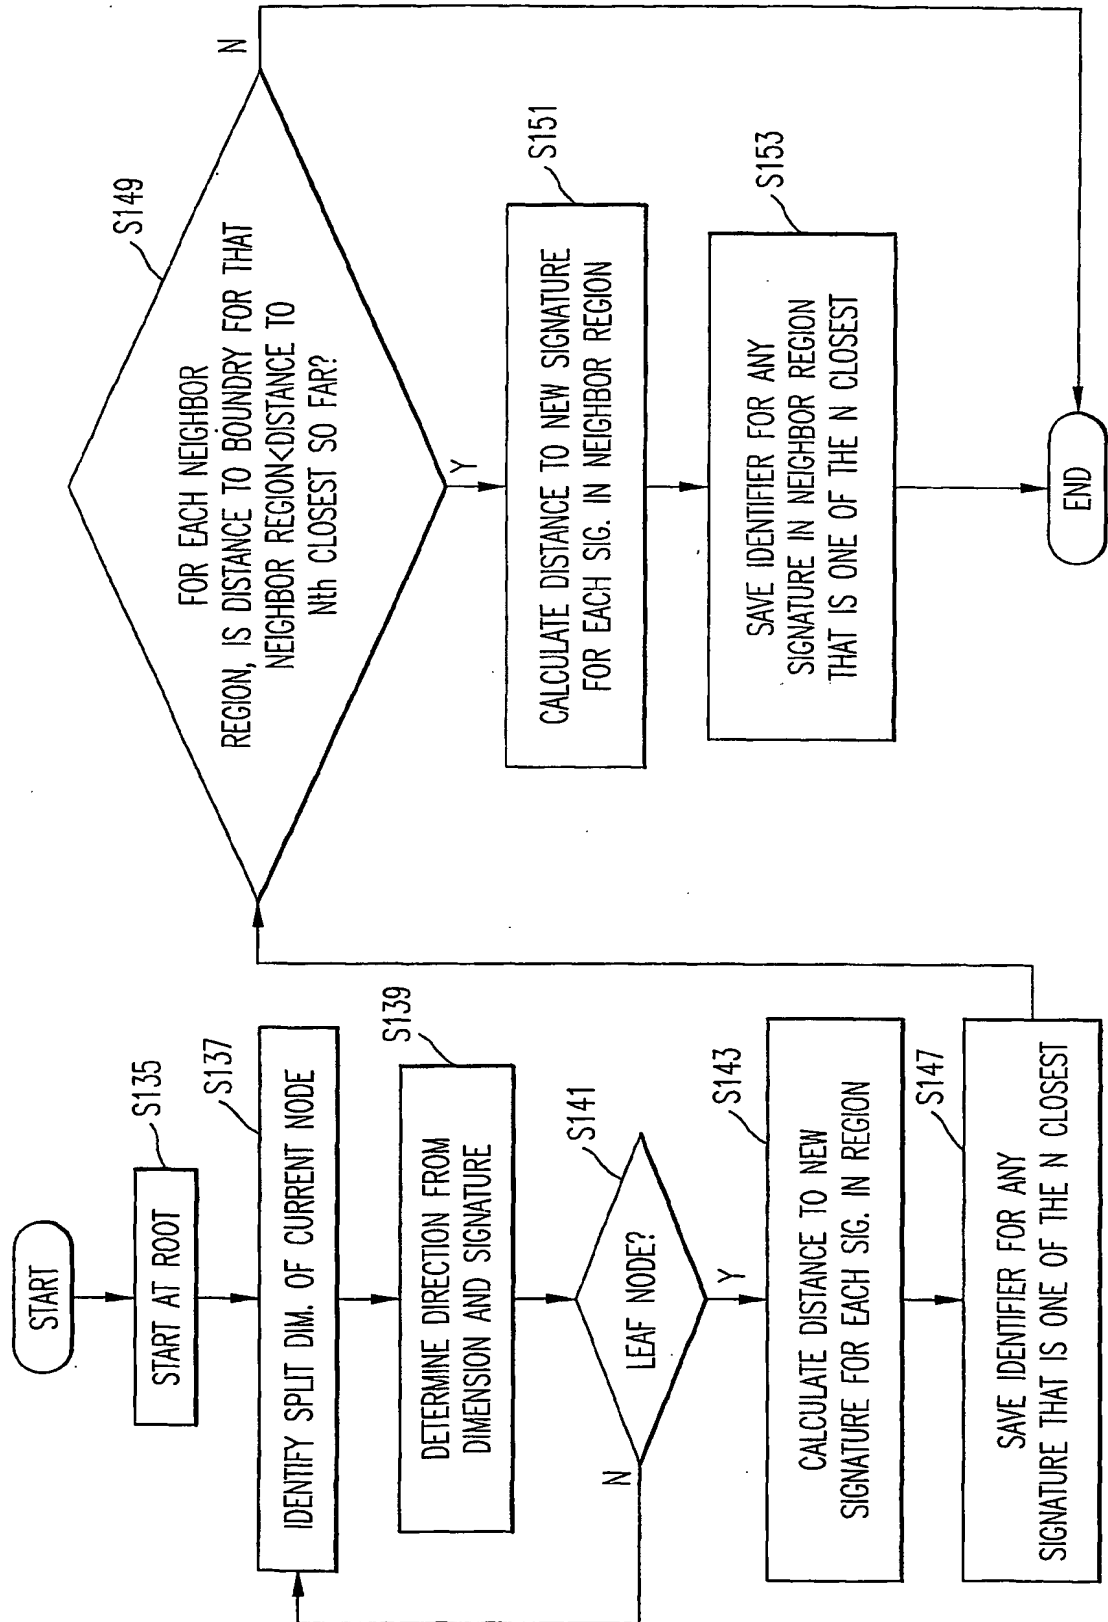 START
START AT ROOT
S135
IDENTIFY SPLIT DIM. OF CURRENT NODE
S137
DETERMINE DIRECTION FROM
DIMENSION AND SIGNATURE
S139
LEAF NODE?
S141
N
Y
CALCULATE DISTANCE TO NEW
SIGNATURE FOR EACH SIG. IN REGION
S143
SAVE IDENTIFIER FOR ANY
SIGNATURE THAT IS ONE OF THE N CLOSEST
S147
FOR EACH NEIGHBOR
REGION, IS DISTANCE TO BOUNDRY FOR THAT
NEIGHBOR REGION<DISTANCE TO
Nth CLOSEST SO FAR?
S149
N
Y
CALCULATE DISTANCE TO NEW SIGNATURE
FOR EACH SIG. IN NEIGHBOR REGION
S151
SAVE IDENTIFIER FOR ANY
SIGNATURE IN NEIGHBOR REGION
THAT IS ONE OF THE N CLOSEST
S153
END